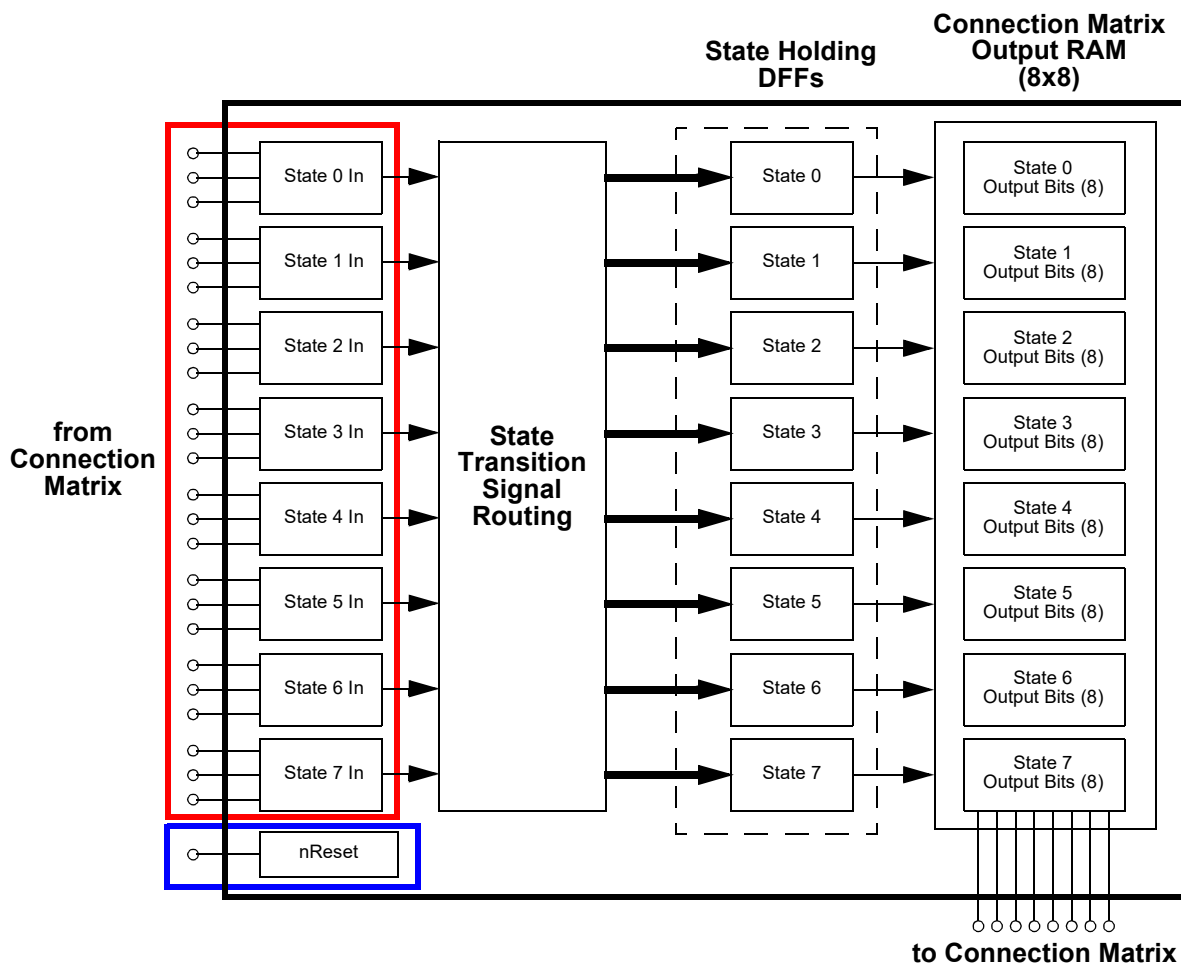 Connection Matrix
Output RAM
(8x8)
State Holding
DFFs
from
Connection
Matrix
State 0 In
State 1 In
State 2 In
State 3 In
State 4 In
State 5 In
State 6 In
State 7 In
nReset
State
Transition
Signal
Routing
State 0
State 1
State 2
State 3
State 4
State 5
State 6
State 7
State 0
Output Bits (8)
State 1
Output Bits (8)
State 2
Output Bits (8)
State 3
Output Bits (8)
State 4
Output Bits (8)
State 5
Output Bits (8)
State 6
Output Bits (8)
State 7
Output Bits (8)
to Connection Matrix